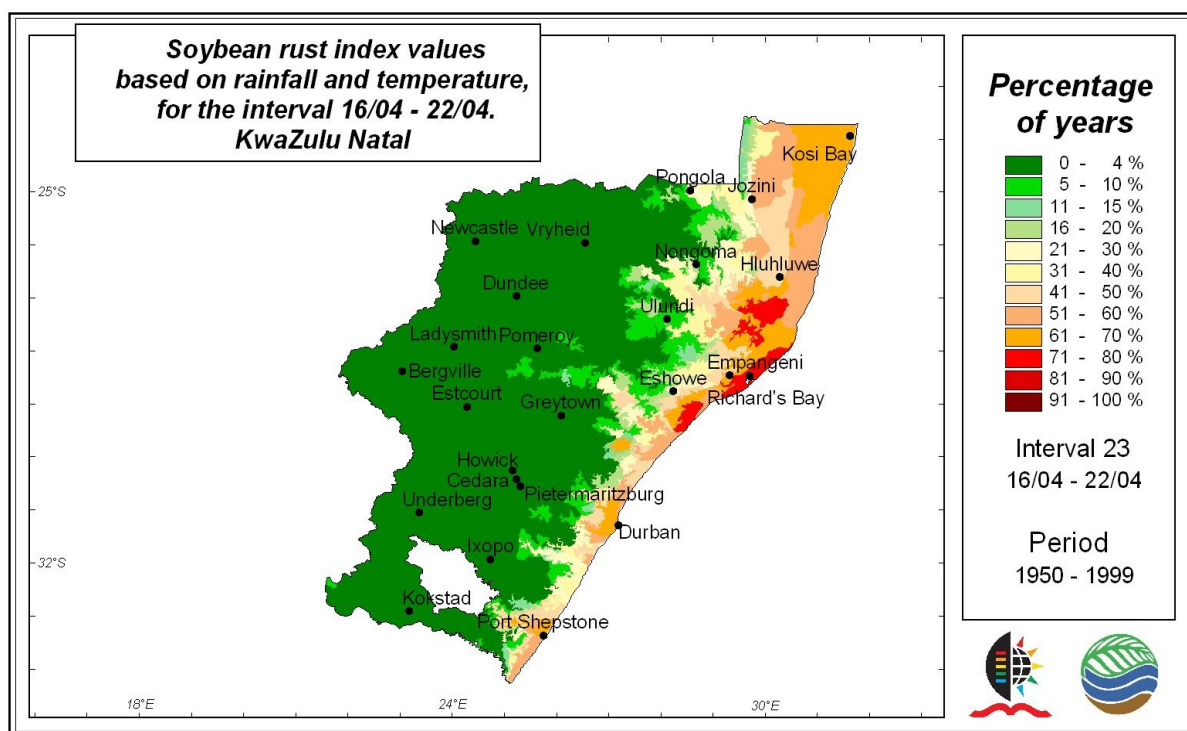 Soybean rust index values
based on rainfall and temperature,
for the interval 16/04 - 22/04.
KwaZulu Natal
Percentage
of years
0 - 4 %
5 - 10 %
11 - 15 %
16 - 20 %
21 - 30 %
31 - 40 %
41 - 50 %
51 - 60 %
61 - 70 %
71 - 80 %
81 - 90 %
91 - 100 %
Interval 23
16/04 - 22/04
Period
1950 - 1999
Kosi Bay
25°S
Pongola
Jozini
Newcastle
Vryheid
Nongoma
Hluhluwe
Dundee
Ulundi
Ladysmith
Pomeroy
Bergville
Empangeni
Eshowe
Estcourt
Greytown
Richard's Bay
Howick
Cedara
Pietermaritzburg
Underberg
Durban
Ixopo
32°S
Kokstad
Port Shepstone
18°E
24°E
30°E